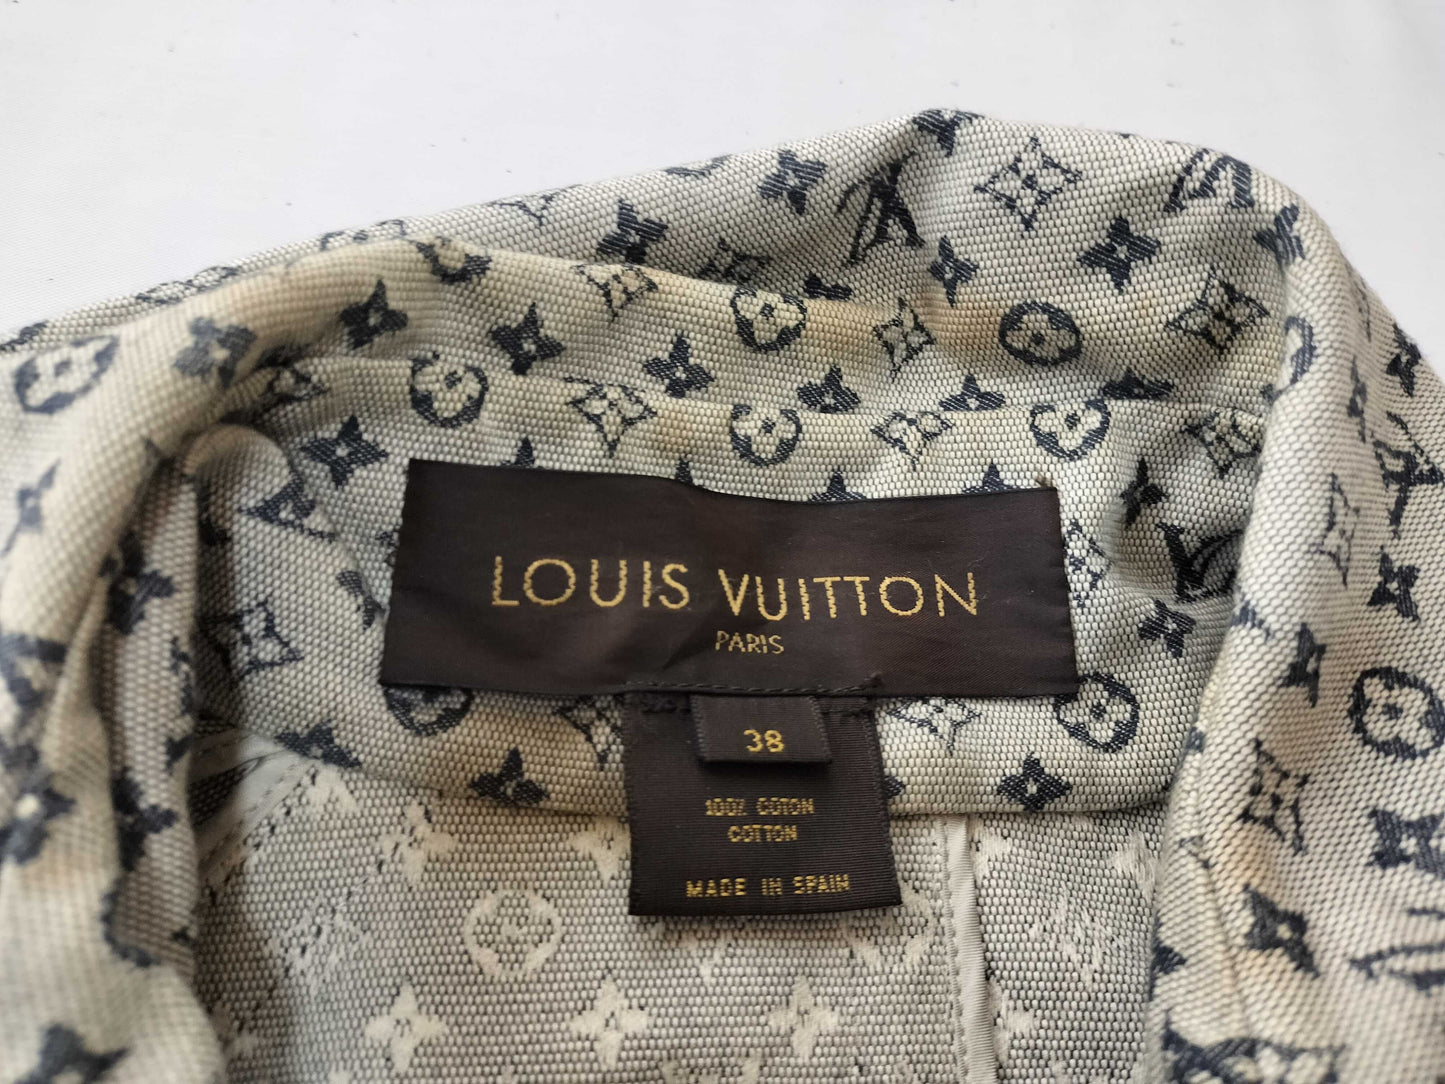 LOUIS VUITTON
PARIS
38
100% COTON
COTTON
MADE IN SPAIN